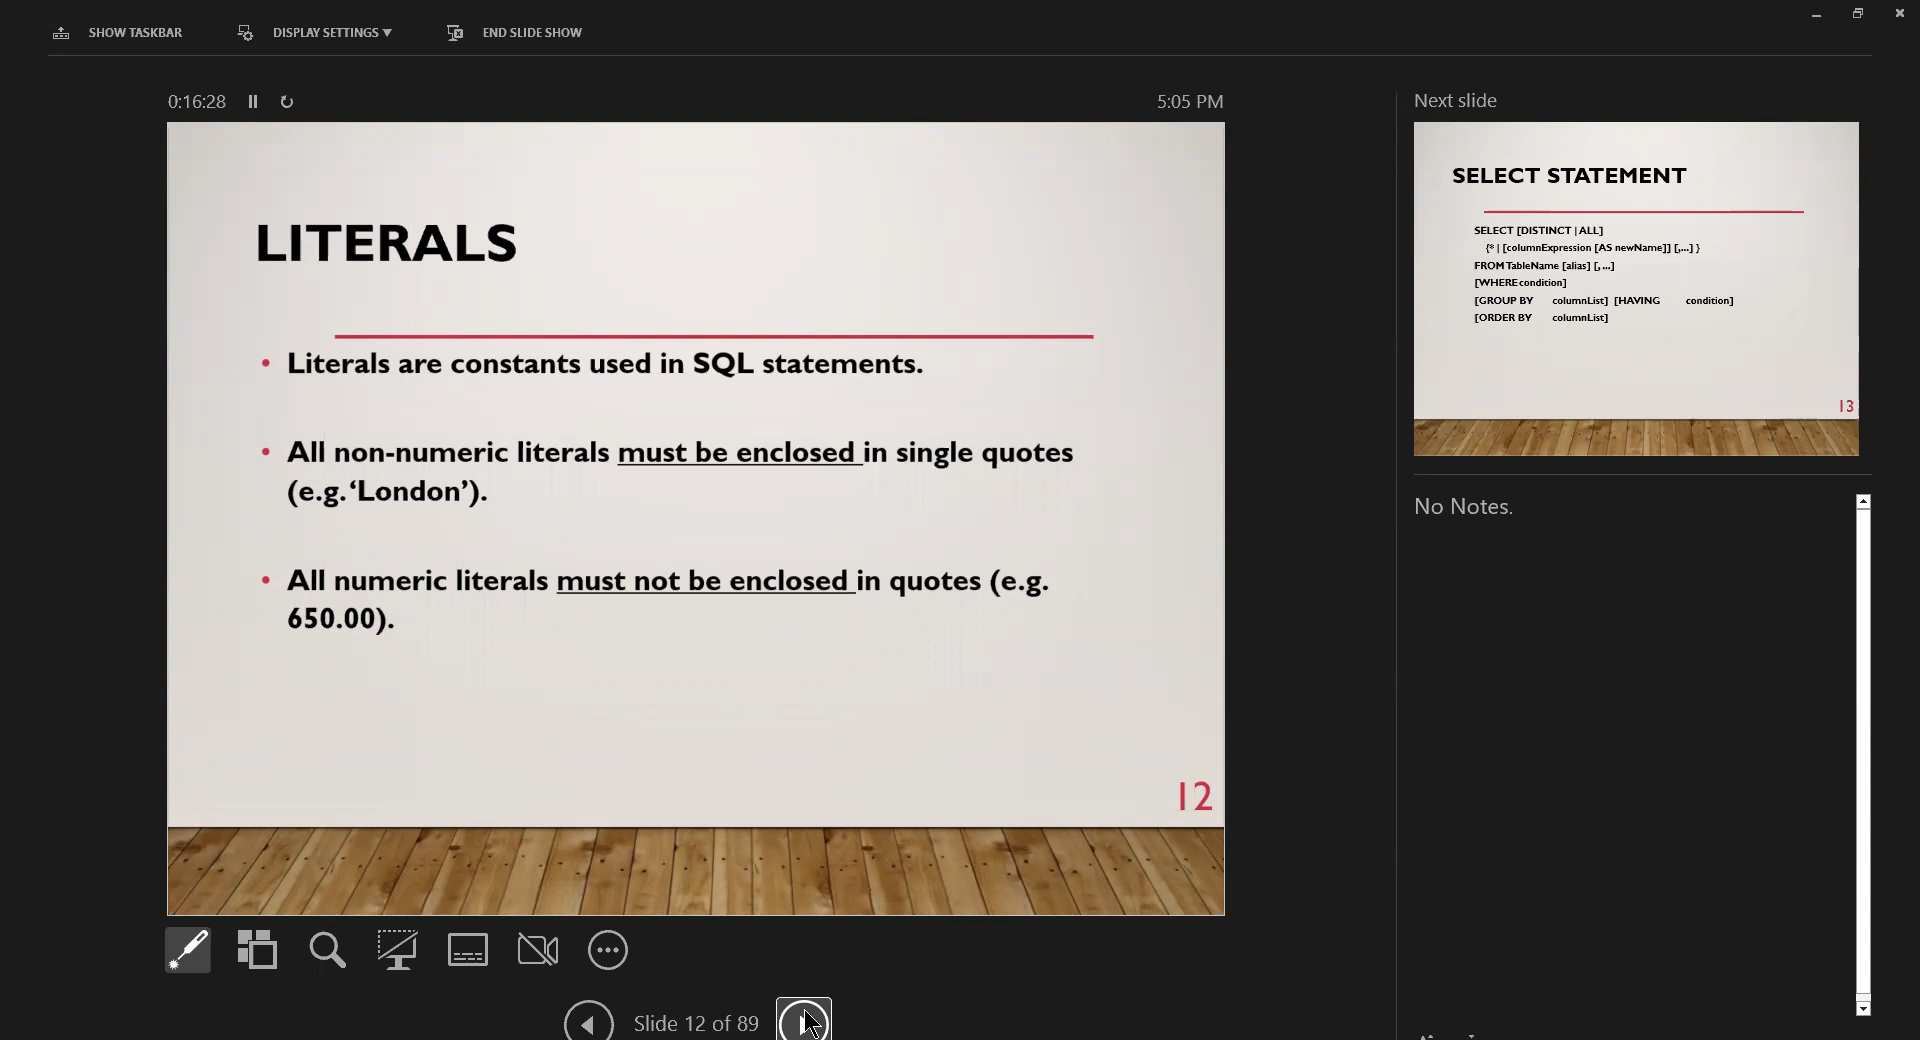 SHOW TASKBAR
DISPLAY SETTINGS ▼
END SLIDE SHOW
0:16:28
5:05 PM
LITERALS
• Literals are constants used in SQL statements.
• All non-numeric literals must be enclosed in single quotes
(e.g. ‘London’).
• All numeric literals must not be enclosed in quotes (e.g.
650.00).
12
Slide 12 of 89
Next slide
SELECT STATEMENT
SELECT [DISTINCT | ALL]
{* | [columnExpression [AS newName]] [,...] }
FROM TableName [alias] [, ...]
[WHERE condition]
[GROUP BY columnList] [HAVING condition]
[ORDER BY columnList]
13
No Notes.